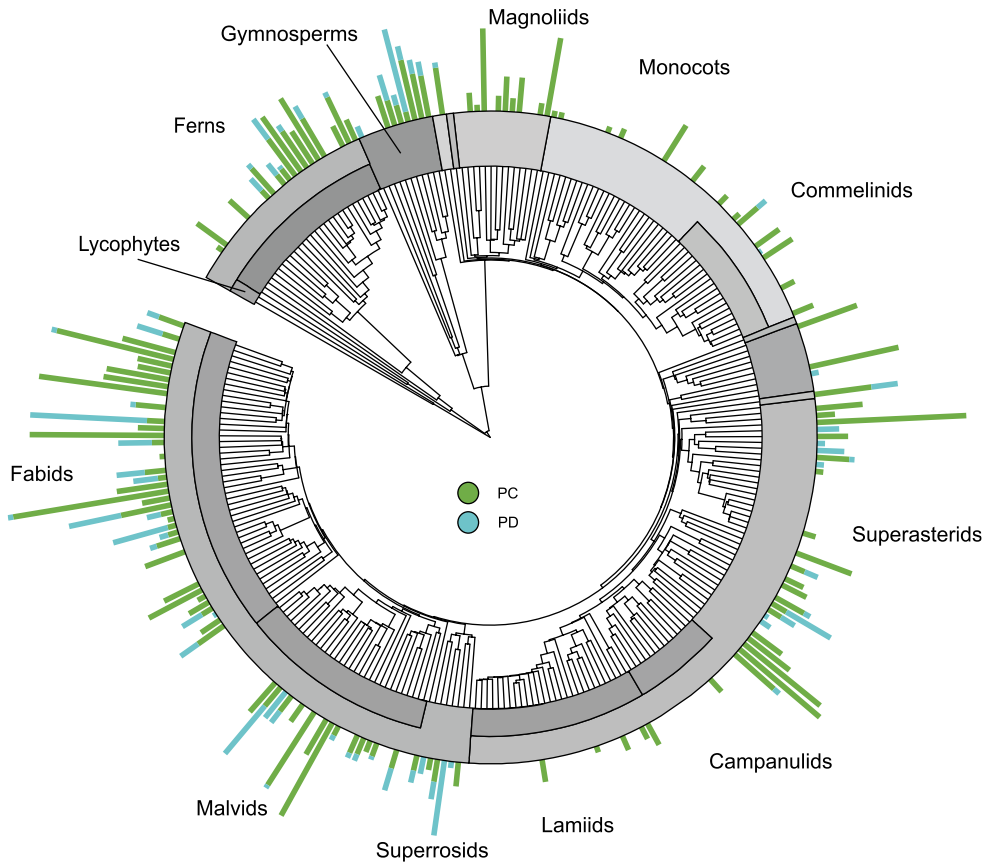 Magnoliids
Gymnosperms
Monocots
Ferns
Commelinids
Lycophytes
Fabids
PC
PD
Superasterids
Campanulids
Malvids
Lamiids
Superrosids